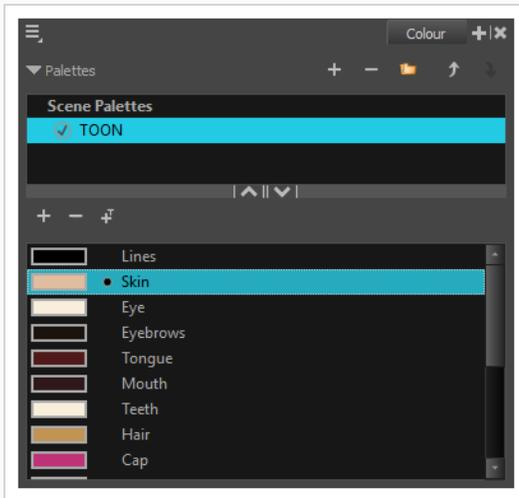 Colour
Palettes
Scene Palettes
TOON
Lines
Skin
Eye
Eyebrows
Tongue
Mouth
Teeth
Hair
Cap